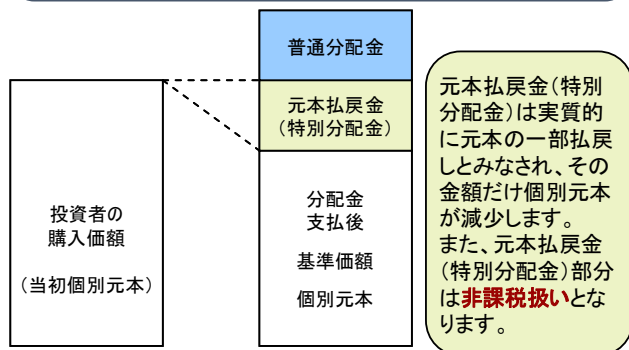 普通分配金
元本払戻金
（特別分配金）
投資者の
購入価額
（当初個別元本）
分配金
支払後
基準価額
個別元本
元本払戻金（特別
分配金）は実質的
に元本の一部払戻
しとみなされ、その
金額だけ個別元本
が減少します。
また、元本払戻金
（特別分配金）部分
は非課税扱いとな
ります。